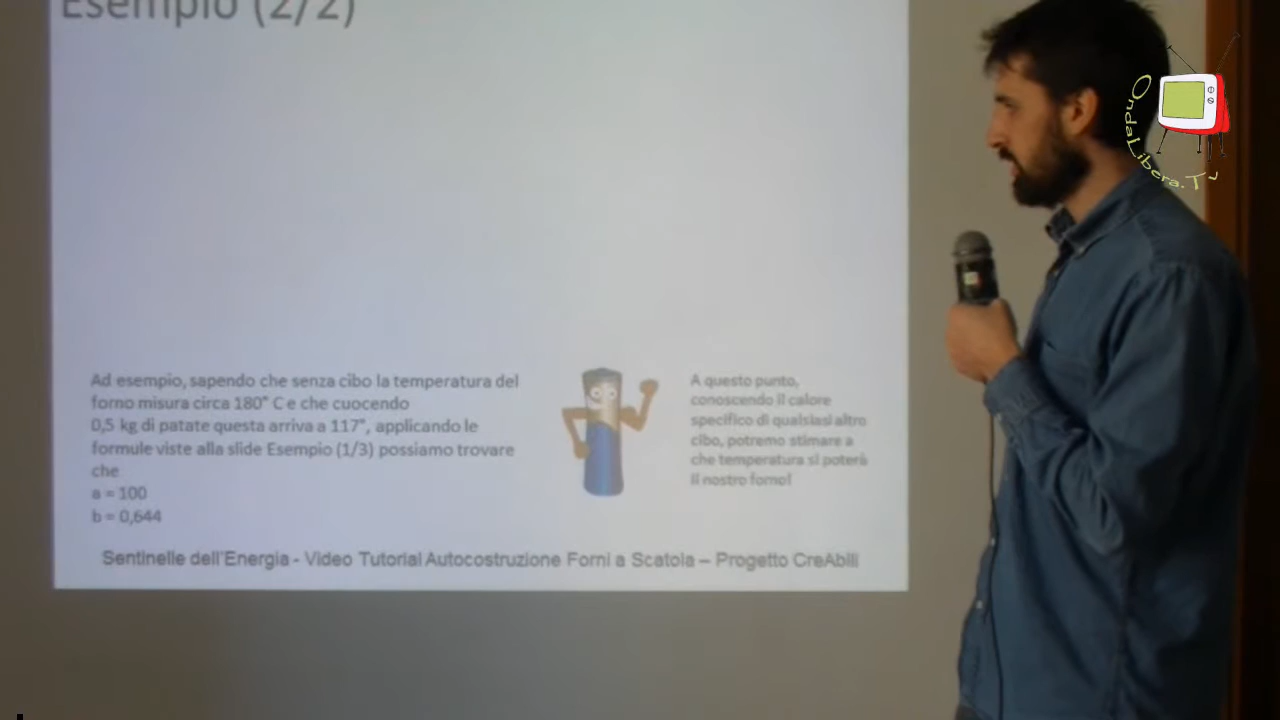 Esempio (2/2)
Ad esempio, sapendo che senza cibo la temperatura del
forno misura circa 180° C e che cuocendo
0,5 kg di patate questa arriva a 117°, applicando le
formule viste alla slide Esempio (1/3) possiamo trovare
che
a = 100
b = 0,644
A questo punto,
conoscendo il calore
specifico di qualsiasi altro
cibo, potremo stimare a
che temperatura si poterà
il nostro forno!
Sentinelle dell'Energia - Video Tutorial Autocostruzione Forni a Scatola – Progetto CreAbili
OndaLibera.Tv